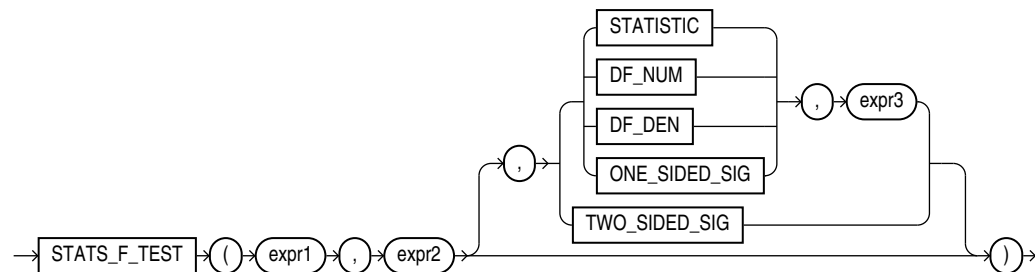 STATISTIC
DF_NUM
DF_DEN
, expr3
ONE_SIDED_SIG
,
TWO_SIDED_SIG
STATS_F_TEST ( expr1 , expr2 )